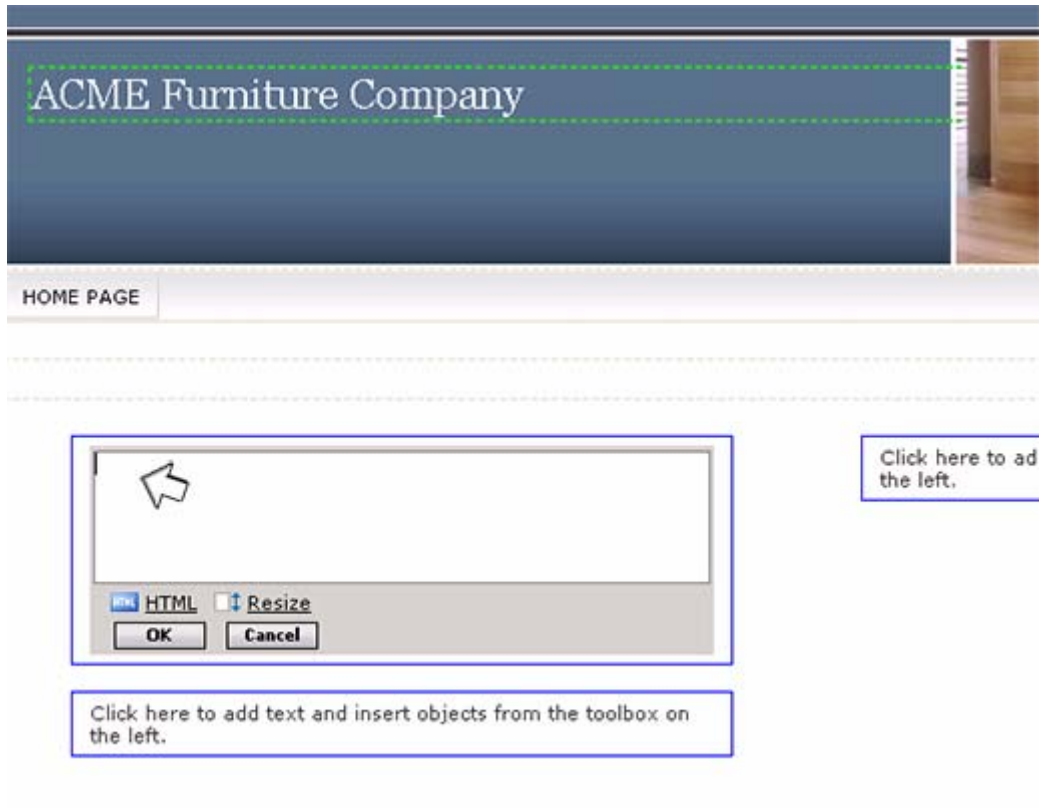 ACME Furniture Company
HOME PAGE
Click here to ad
the left.
HTML Resize
OK Cancel
Click here to add text and insert objects from the toolbox on
the left.